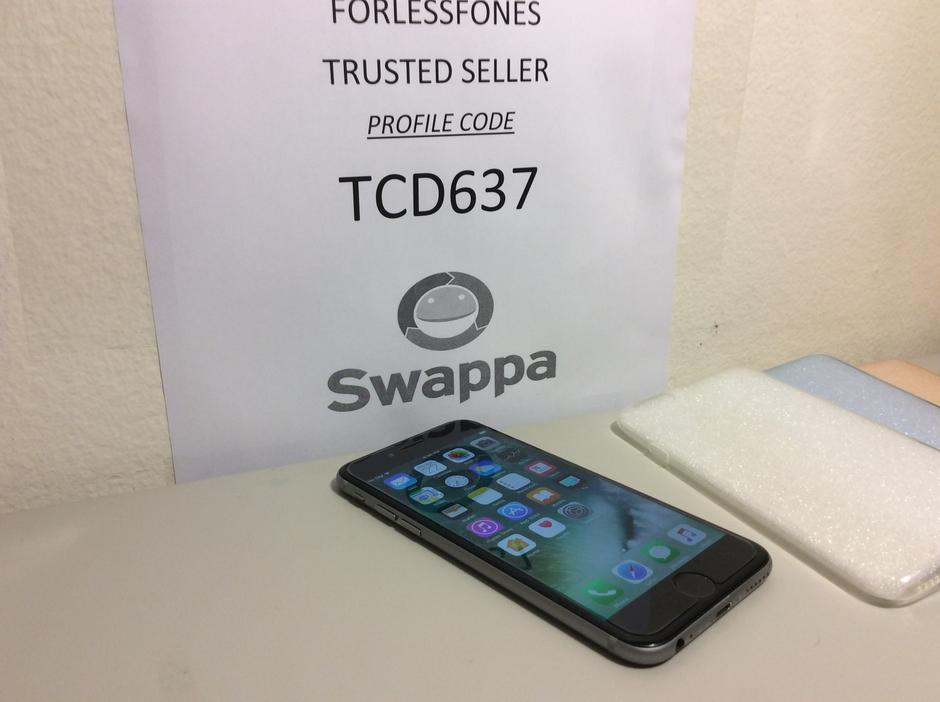 FORLESSFONES
TRUSTED SELLER
PROFILE CODE
TCD637
Swappa